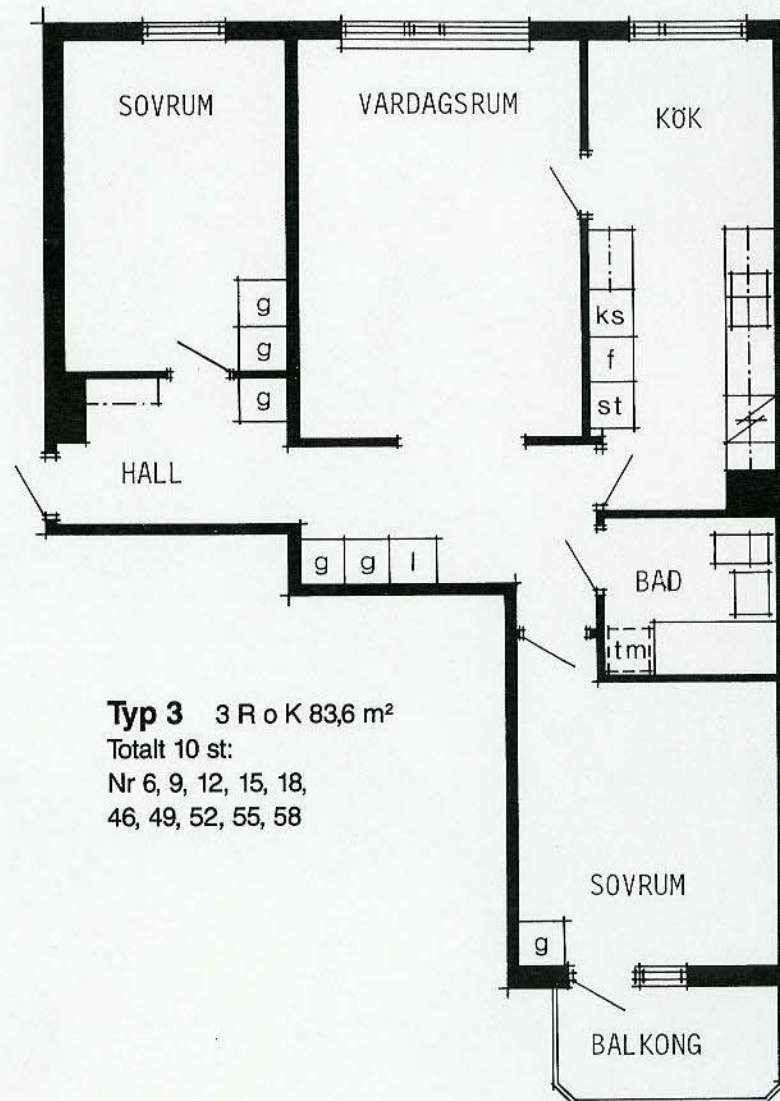 SOVRUM
VARDAGSRUM
KÖK
g
g
g
ks
f
st
HALL
g g l
BAD
tm
Typ 3 3 R o K 83,6 m²
Totalt 10 st:
Nr 6, 9, 12, 15, 18,
46, 49, 52, 55, 58
SOVRUM
g
BALKONG